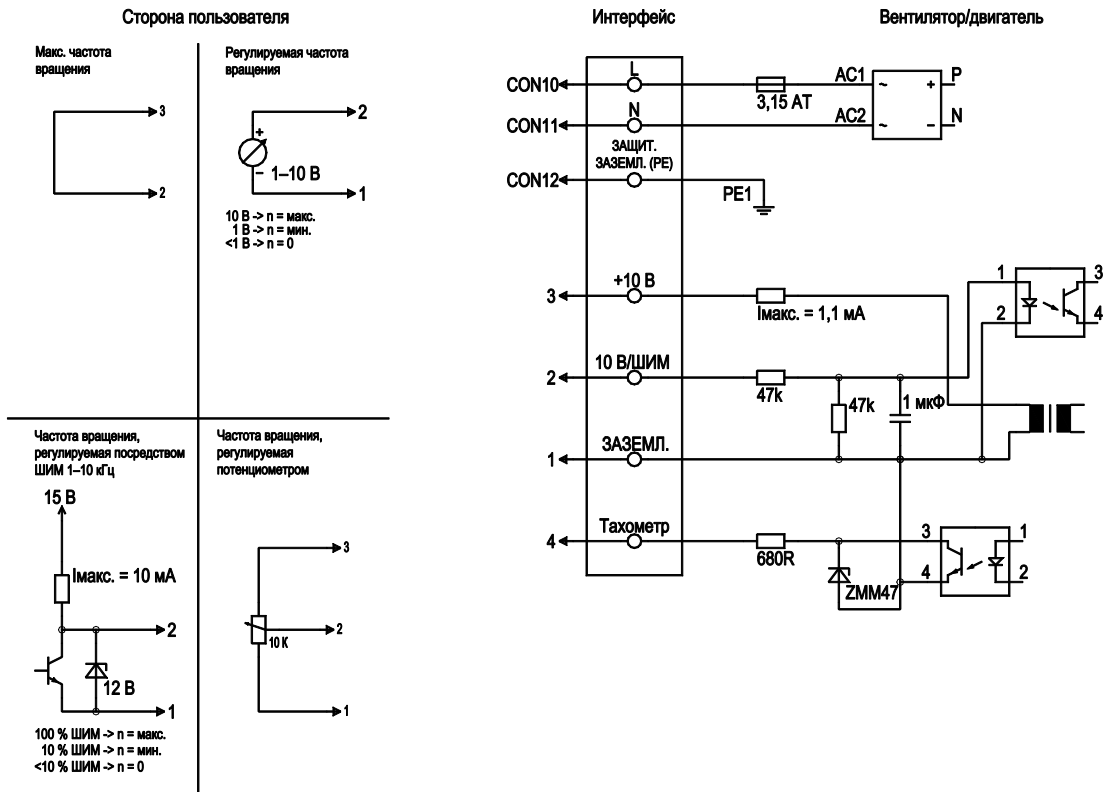 Сторона пользователя
Интерфейс
Вентилятор/двигатель
Макс. частота
вращения
3
2
Регулируемая частота
вращения
2
+
–
1–10 В
1
10 В -> n = макс.
1 В -> n = мин.
<1 В -> n = 0
Частота вращения,
регулируемая посредством
ШИМ 1–10 кГц
15 В
Iмакс. = 10 мА
2
12 В
1
100 % ШИМ -> n = макс.
10 % ШИМ -> n = мин.
<10 % ШИМ -> n = 0
Частота вращения,
регулируемая
потенциометром
3
10 K
2
1
CON10
L
3,15 AT
AC1
~
+
P
CON11
N
AC2
~
–
N
ЗАЩИТ.
ЗАЗЕМЛ. (PE)
CON12
PE1
3
+10 В
Iмакс. = 1,1 мА
1
2
3
4
2
10 В/ШИМ
47k
47k
1 мкФ
1
ЗАЗЕМЛ.
4
Тахометр
680R
ZMM47
3
4
1
2